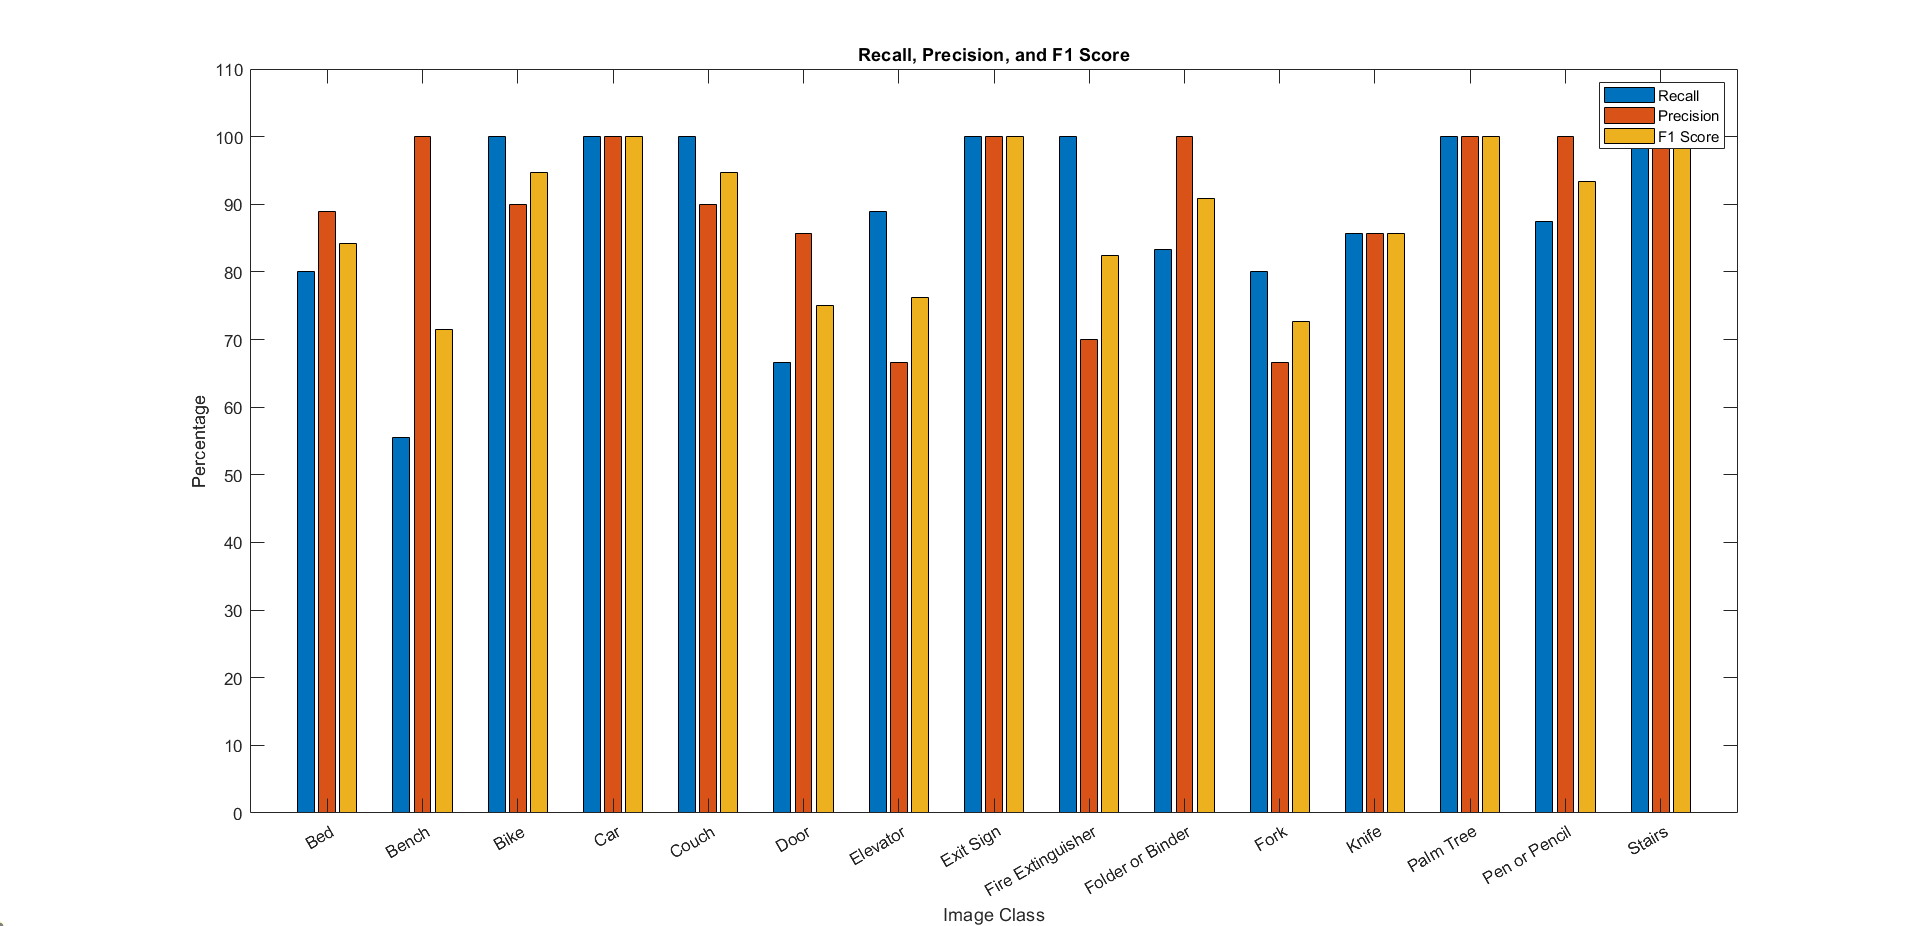 Recall, Precision, and F1 Score
110
100
90
80
70
60
50
40
30
20
10
0
Percentage
Recall
Precision
F1 Score
Bed
Bench
Bike
Car
Couch
Door
Elevator
Exit Sign
Fire Extinguisher
Folder or Binder
Fork
Knife
Palm Tree
Pen or Pencil
Stairs
Image Class